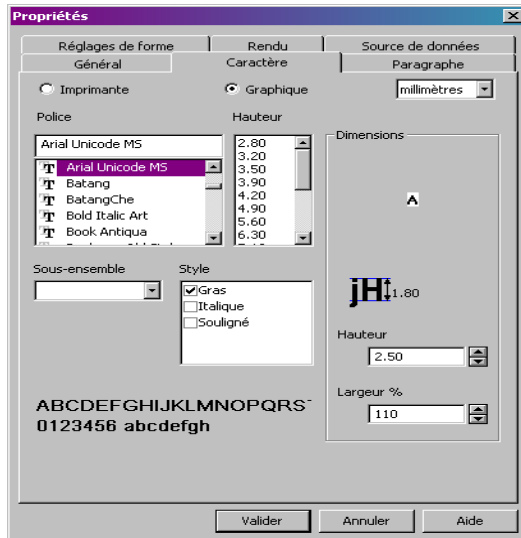 Propriétés
Réglages de forme Rendu Source de données
Général Caractère Paragraphe
Imprimante Graphique millimètres
Police Hauteur
Dimensions
Arial Unicode MS
Arial Unicode MS
Batang
BatangChe
Bold Italic Art
Book Antiqua
2.80
3.20
3.50
3.90
4.20
4.90
5.60
6.30
A
Sous-ensemble Style
Gras
Italique
Souligné
jH 1.80
Hauteur
2.50
Largeur %
110
ABCDEFGHIJKLMNOPQRS
0123456 abcdefgh
Valider Annuler Aide